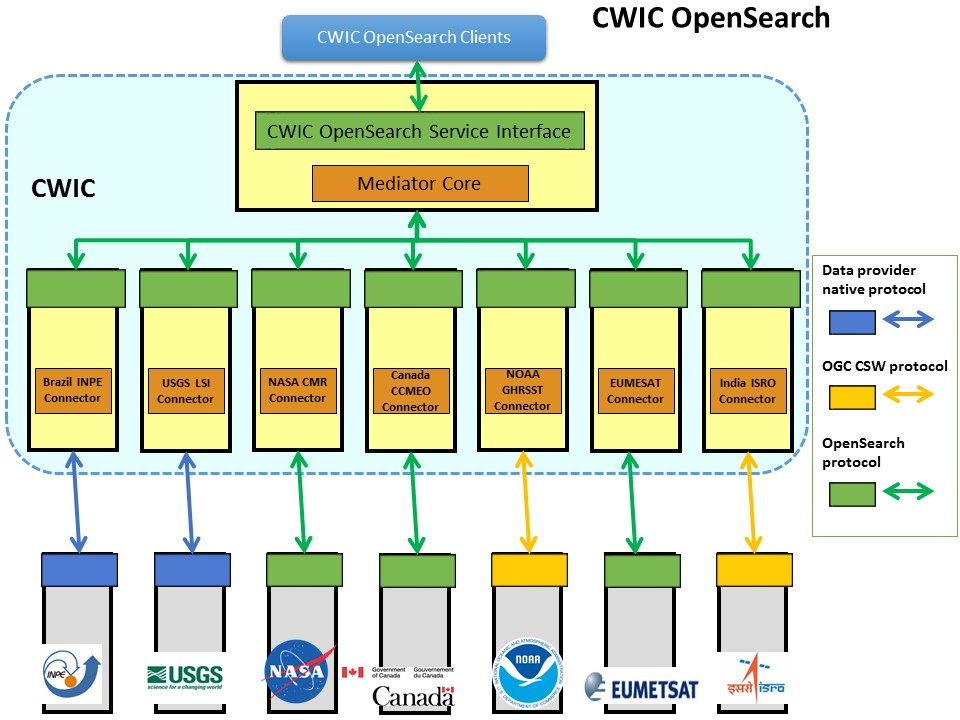 CWIC OpenSearch
CWIC OpenSearch Clients
CWIC OpenSearch Service Interface
Mediator Core
CWIC
Brazil INPE
Connector
USGS LSI
Connector
NASA CMR
Connector
Canada
CCMEO
Connector
NOAA
GHRSST
Connector
EUMESAT
Connector
India ISRO
Connector
Data provider
native protocol
OGC CSW protocol
OpenSearch
protocol
INPE
USGS
science for a changing world
NASA
Government
of Canada
Gouvernement
du Canada
Canada
NOAA
EUMETSAT
इसरो isro